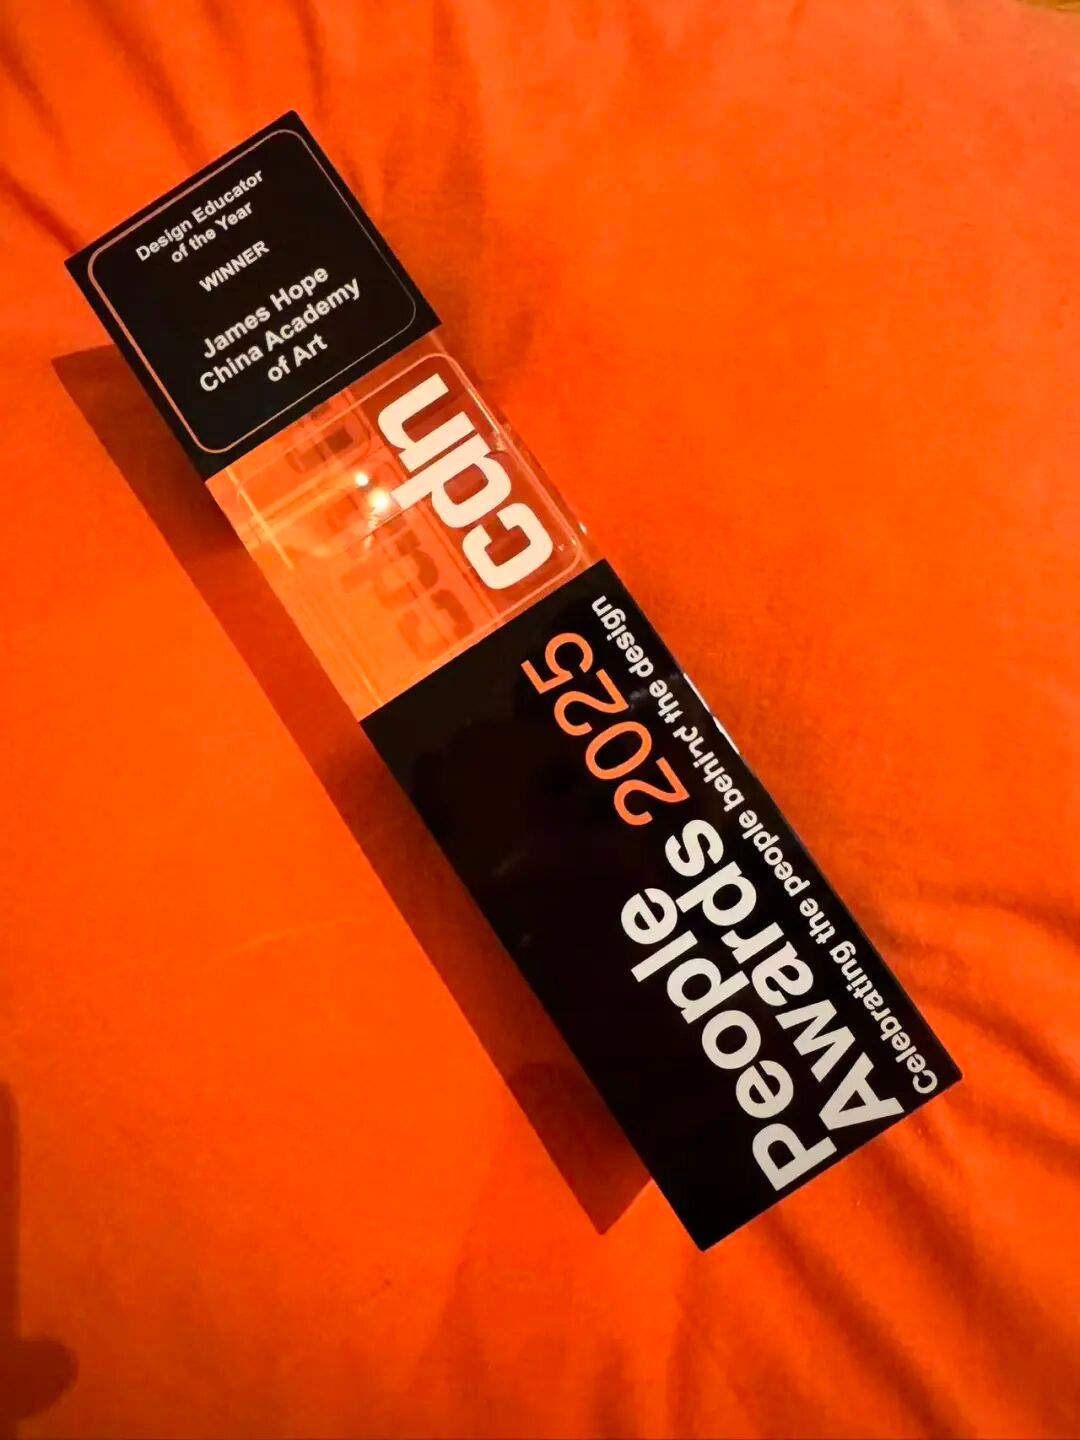 Design Educator
of the Year
WINNER
James Hope
China Academy
of Art
cdn
People
Awards 2025
Celebrating the people behind the design